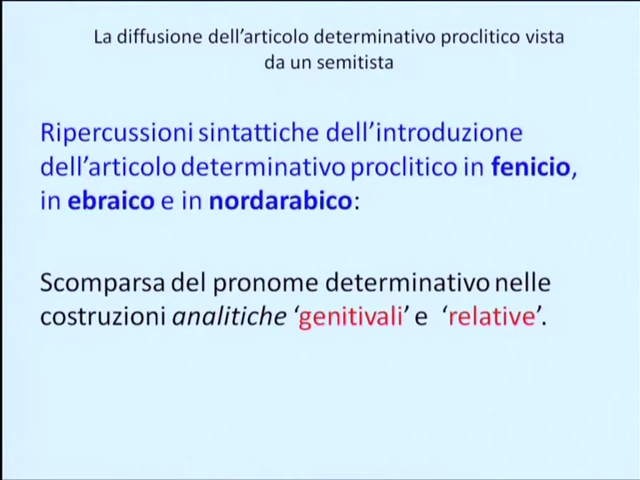 La diffusione dell'articolo determinativo proclitico vista
da un semitista
Ripercussioni sintattiche dell'introduzione
dell'articolo determinativo proclitico in fenicio,
in ebraico e in nordarabico:
Scomparsa del pronome determinativo nelle
costruzioni analitiche ‘genitivali’ e ‘relative’.